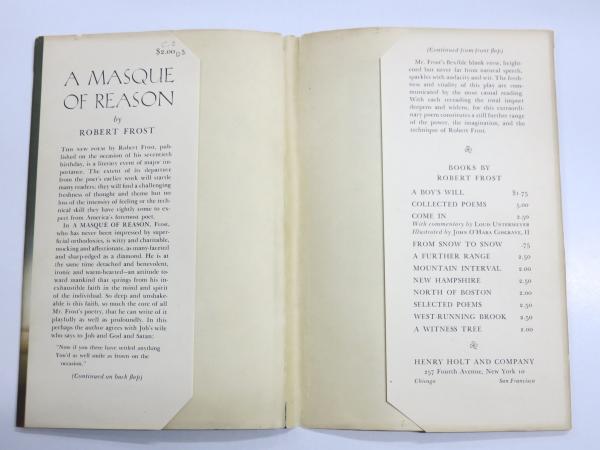 $2.00
A MASQUE
OF REASON
by
ROBERT FROST
THIS NEW POEM by Robert Frost, pub-
lished on the occasion of his seventieth
birthday, is a literary event of major im-
portance. The extent of its departure
from the poet's earlier work will startle
many readers; they will find a challenging
freshness of thought and theme but no
loss of the intensity of feeling or the tech-
nical skill they have rightly come to ex-
pect from America's foremost poet.
In A MASQUE OF REASON, Frost,
who has never been impressed by super-
ficial orthodoxies, is witty and charitable,
mocking and affectionate, as many-faceted
and sharp-edged as a diamond. He is at
the same time detached and benevolent,
ironic and warm-hearted—an attitude to-
ward mankind that springs from his in-
exhaustible faith in the mind and spirit
of the individual. So deep and unshake-
able is this faith, so much the core of all
Mr. Frost's poetry, that he can write of it
playfully as well as profoundly. In this
perhaps the author agrees with Job's wife
who says to Job and God and Satan:
"Now if you three have settled anything
You'd as well smile as frown on the
occasion."
(Continued on back flap)
(Continued from front flap)
Mr. Frost's flexible blank verse, height-
ened but never far from natural speech,
sparkles with audacity and wit. The fresh-
ness and vitality of this play are com-
municated by the most casual reading.
With each rereading the total impact
deepens and widens, for this extraordi-
nary poem constitutes a still further range
of the power, the imagination, and the
technique of Robert Frost.
BOOKS BY
ROBERT FROST
A BOY'S WILL $1.75
COLLECTED POEMS 5.00
COME IN 2.50
With commentary by LOUIS UNTERMEYER
Illustrated by JOHN O'HARA COSGRAVE, II
FROM SNOW TO SNOW .75
A FURTHER RANGE 2.50
MOUNTAIN INTERVAL 2.00
NEW HAMPSHIRE 2.50
NORTH OF BOSTON 2.00
SELECTED POEMS 2.50
WEST-RUNNING BROOK 2.50
A WITNESS TREE 2.00
HENRY HOLT AND COMPANY
257 Fourth Avenue, New York 10
Chicago San Francisco